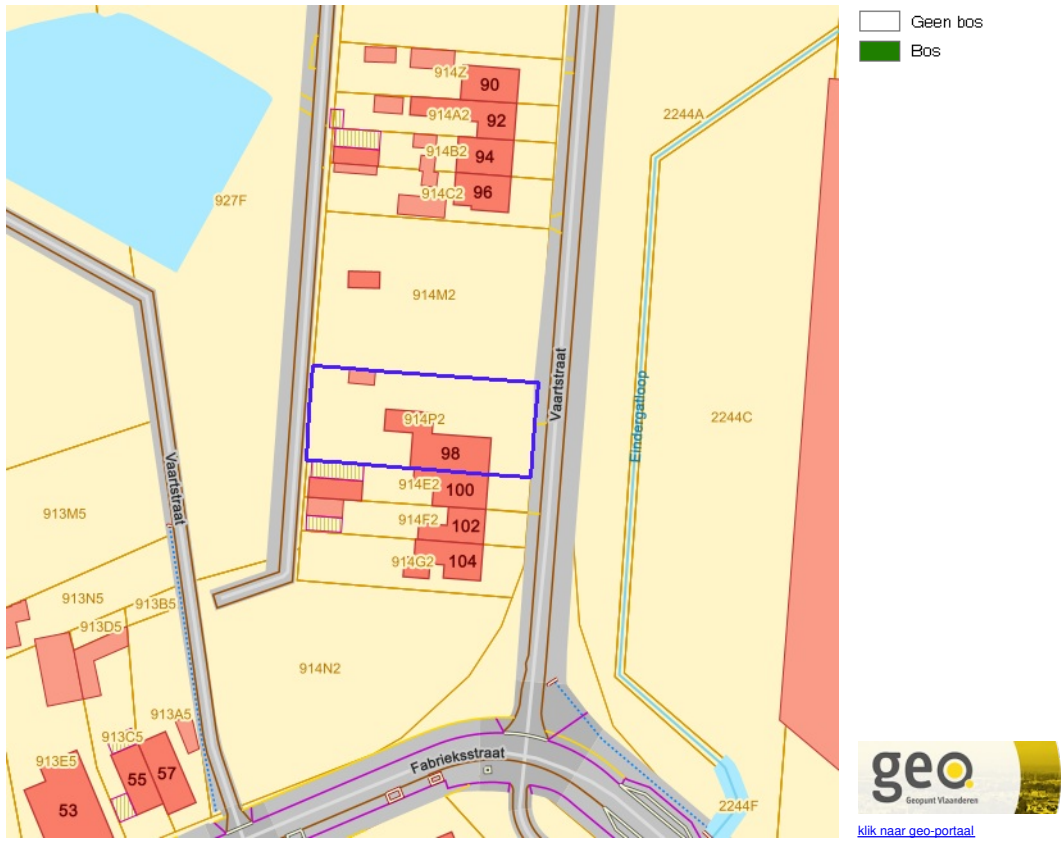 Geen bos
Bos
914Z
90
914A2
92
2244A
914B2
94
914C2
96
927F
914M2
Vaartstraat
Eindergatloop
914P2
2244C
98
Vaartstraat
914E2
100
913M5
914F2
102
914G2
104
913N5
913B5
913D5
914N2
913A5
913C5
Fabrieksstraat
913E5
55
57
53
2244F
geo.
Geopunt Vlaanderen
klik naar geo-portaal